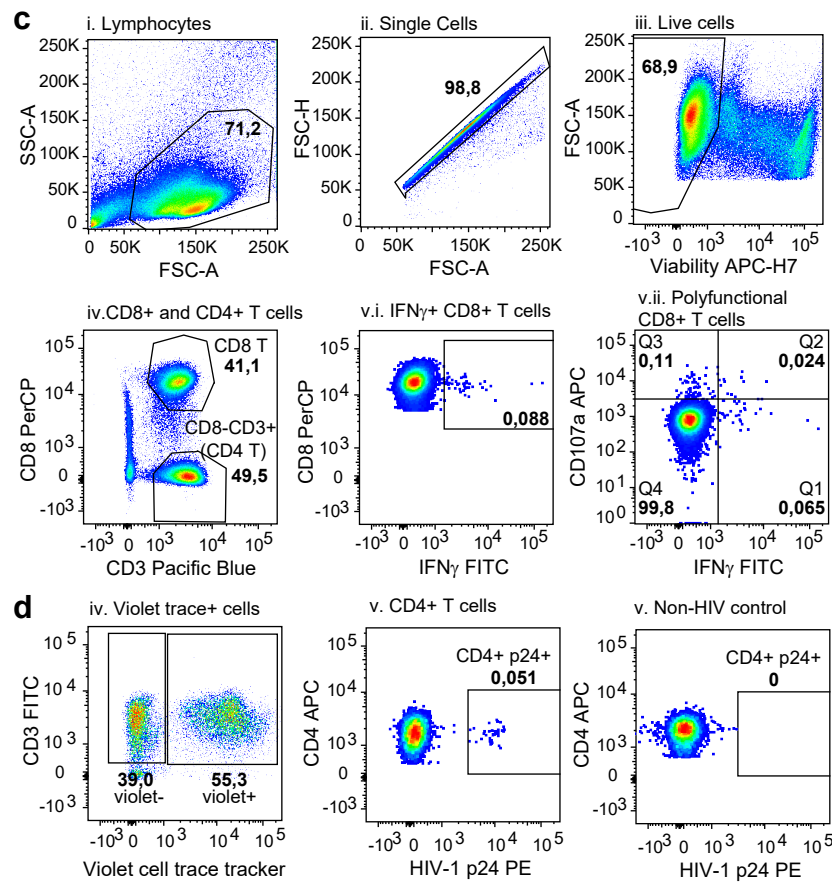 c
i. Lymphocytes
ii. Single Cells
iii. Live cells
SSC-A
250K
200K
150K
100K
50K
0
71,2
0 50K 150K 250K
FSC-A
FSC-H
250K
200K
150K
100K
50K
0
98,8
0 50K 150K 250K
FSC-A
FSC-A
250K
200K
150K
100K
50K
0
68,9
-10³ 0 10³ 10⁴ 10⁵
Viability APC-H7
iv.CD8+ and CD4+ T cells
v.i. IFNγ+ CD8+ T cells
v.ii. Polyfunctional
CD8+ T cells
CD8 PerCP
10⁵
10⁴
10³
0
-10³
CD8 T
41,1
CD8-CD3+
(CD4 T)
49,5
-10³ 0 10³ 10⁴ 10⁵
CD3 Pacific Blue
CD8 PerCP
10⁵
10⁴
10³
0
-10³
0,088
-10³ 0 10³ 10⁴ 10⁵
IFNγ FITC
CD107a APC
10⁵
10⁴
10³
10²
10¹
10⁰
Q3
0,11
Q2
0,024
Q4
99,8
Q1
0,065
-10³ 0 10³ 10⁴ 10⁵
IFNγ FITC
d
iv. Violet trace+ cells
v. CD4+ T cells
v. Non-HIV control
CD3 FITC
10⁵
10⁴
10³
0
-10³
39,0
violet-
55,3
violet+
-10³ 0 10³ 10⁴ 10⁵
Violet cell trace tracker
CD4 APC
10⁵
10⁴
10³
0
-10³
CD4+ p24+
0,051
-10³ 0 10³ 10⁴ 10⁵
HIV-1 p24 PE
CD4 APC
10⁵
10⁴
10³
0
-10³
CD4+ p24+
0
-10³ 0 10³ 10⁴ 10⁵
HIV-1 p24 PE